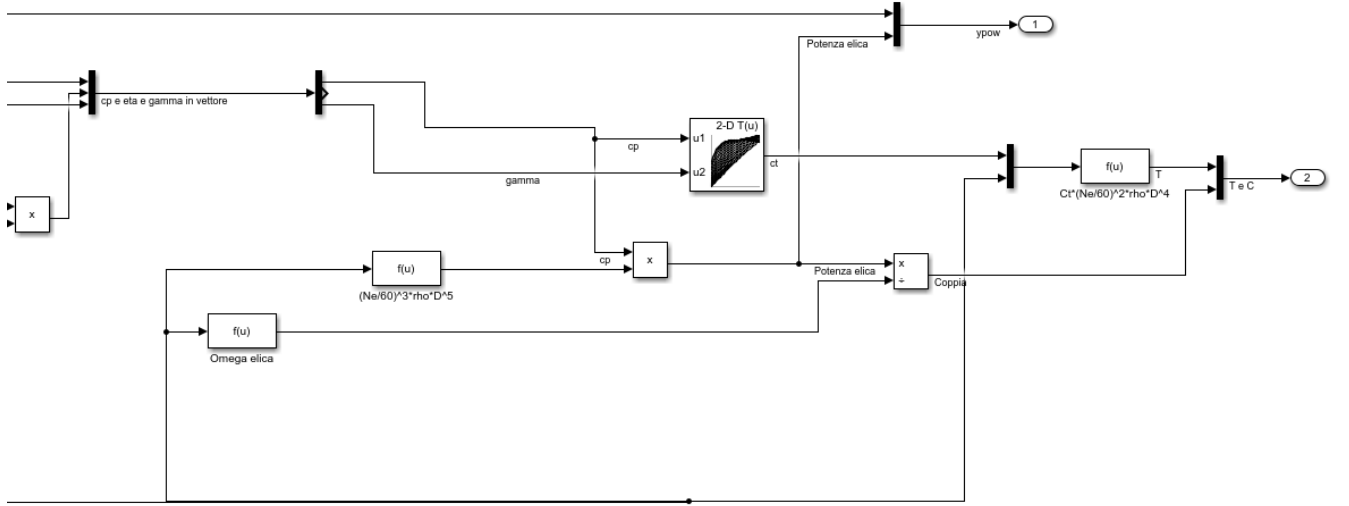 1
ypow
Potenza elica
cp e eta e gamma in vettore
2-D T(u)
u1
cp
u2
ct
gamma
f(u)
T
Ct*(Ne/60)^2*rho*D^4
T e C
2
x
f(u)
(Ne/60)^3*rho*D^5
cp
x
Potenza elica
x
÷
Coppia
f(u)
Omega elica